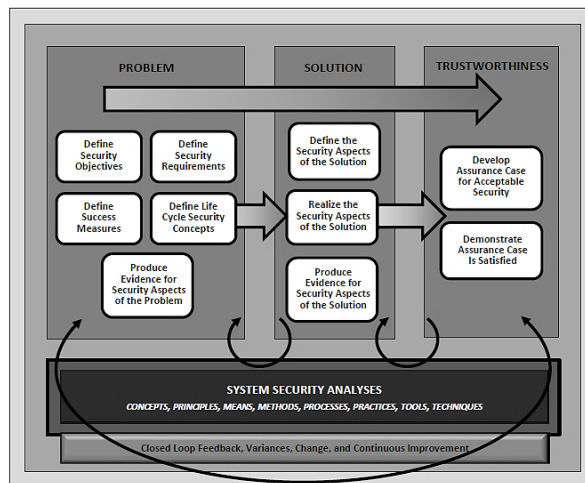 PROBLEM
SOLUTION
TRUSTWORTHINESS
Define
Security
Objectives
Define
Security
Requirements
Define
Success
Measures
Define Life
Cycle Security
Concepts
Produce
Evidence for
Security Aspects
of the Problem
Define the
Security Aspects
of the Solution
Realize the
Security Aspects
of the Solution
Produce
Evidence for
Security Aspects
of the Solution
Develop
Assurance Case
for Acceptable
Security
Demonstrate
Assurance Case
Is Satisfied
SYSTEM SECURITY ANALYSES
CONCEPTS, PRINCIPLES, MEANS, METHODS, PROCESSES, PRACTICES, TOOLS, TECHNIQUES
Closed Loop Feedback, Variances, Change, and Continuous Improvement